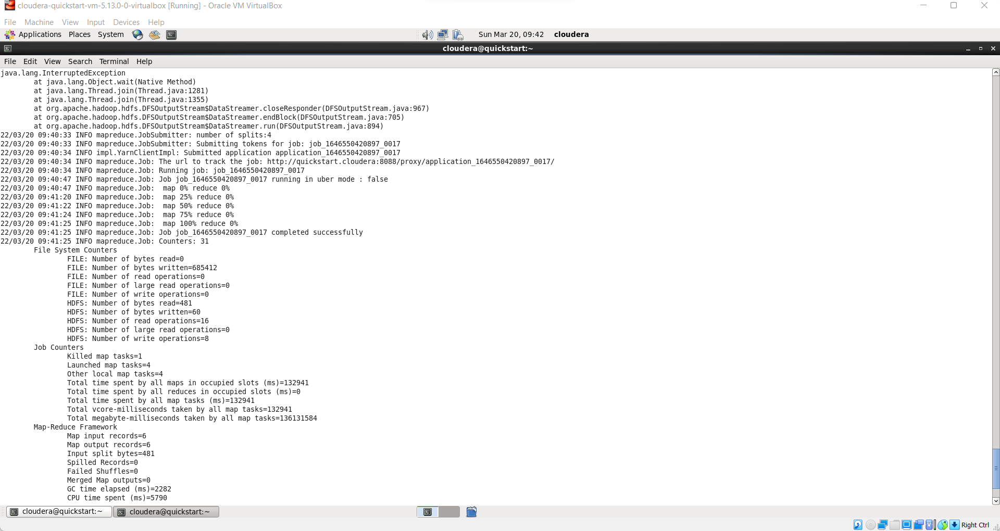 cloudera-quickstart-vm-5.13.0-0-virtualbox [Running] - Oracle VM VirtualBox
File Machine View Input Devices Help
Applications Places System Sun Mar 20, 09:42 cloudera
cloudera@quickstart:~
File Edit View Search Terminal Help
java.lang.InterruptedException
at java.lang.Object.wait(Native Method)
at java.lang.Thread.join(Thread.java:1281)
at java.lang.Thread.join(Thread.java:1355)
at org.apache.hadoop.hdfs.DFSOutputStream$DataStreamer.closeResponder(DFSOutputStream.java:967)
at org.apache.hadoop.hdfs.DFSOutputStream$DataStreamer.endBlock(DFSOutputStream.java:705)
at org.apache.hadoop.hdfs.DFSOutputStream$DataStreamer.run(DFSOutputStream.java:894)
22/03/20 09:40:33 INFO mapreduce.JobSubmitter: number of splits:4
22/03/20 09:40:33 INFO mapreduce.JobSubmitter: Submitting tokens for job: job_1646550420897_0017
22/03/20 09:40:34 INFO impl.YarnClientImpl: Submitted application application_1646550420897_0017
22/03/20 09:40:34 INFO mapreduce.Job: The url to track the job: http://quickstart.cloudera:8088/proxy/application_1646550420897_0017/
22/03/20 09:40:34 INFO mapreduce.Job: Running job: job_1646550420897_0017
22/03/20 09:40:47 INFO mapreduce.Job: Job job_1646550420897_0017 running in uber mode : false
22/03/20 09:40:47 INFO mapreduce.Job:  map 0% reduce 0%
22/03/20 09:41:20 INFO mapreduce.Job:  map 25% reduce 0%
22/03/20 09:41:22 INFO mapreduce.Job:  map 50% reduce 0%
22/03/20 09:41:24 INFO mapreduce.Job:  map 75% reduce 0%
22/03/20 09:41:25 INFO mapreduce.Job:  map 100% reduce 0%
22/03/20 09:41:25 INFO mapreduce.Job: Job job_1646550420897_0017 completed successfully
22/03/20 09:41:25 INFO mapreduce.Job: Counters: 31
File System Counters
FILE: Number of bytes read=0
FILE: Number of bytes written=685412
FILE: Number of read operations=0
FILE: Number of large read operations=0
FILE: Number of write operations=0
HDFS: Number of bytes read=481
HDFS: Number of bytes written=60
HDFS: Number of read operations=16
HDFS: Number of large read operations=0
HDFS: Number of write operations=8
Job Counters
Killed map tasks=1
Launched map tasks=4
Other local map tasks=4
Total time spent by all maps in occupied slots (ms)=132941
Total time spent by all reduces in occupied slots (ms)=0
Total time spent by all map tasks (ms)=132941
Total vcore-milliseconds taken by all map tasks=132941
Total megabyte-milliseconds taken by all map tasks=136131584
Map-Reduce Framework
Map input records=6
Map output records=6
Input split bytes=481
Spilled Records=0
Failed Shuffles=0
Merged Map outputs=0
GC time elapsed (ms)=2282
CPU time spent (ms)=5790
cloudera@quickstart:~ cloudera@quickstart:~
Right Ctrl